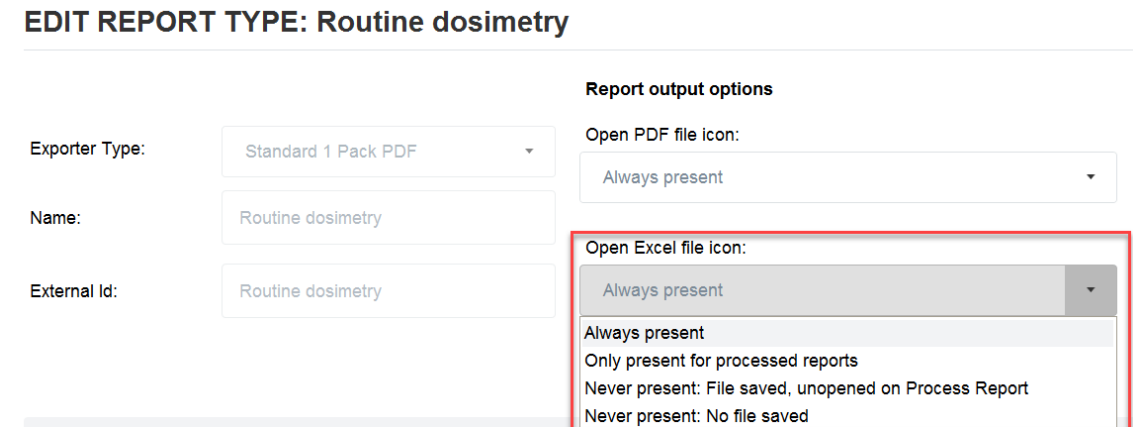 EDIT REPORT TYPE: Routine dosimetry
Report output options
Open PDF file icon:
Exporter Type:
Standard 1 Pack PDF
Always present
Name:
Routine dosimetry
Open Excel file icon:
External Id:
Routine dosimetry
Always present
Always present
Only present for processed reports
Never present: File saved, unopened on Process Report
Never present: No file saved